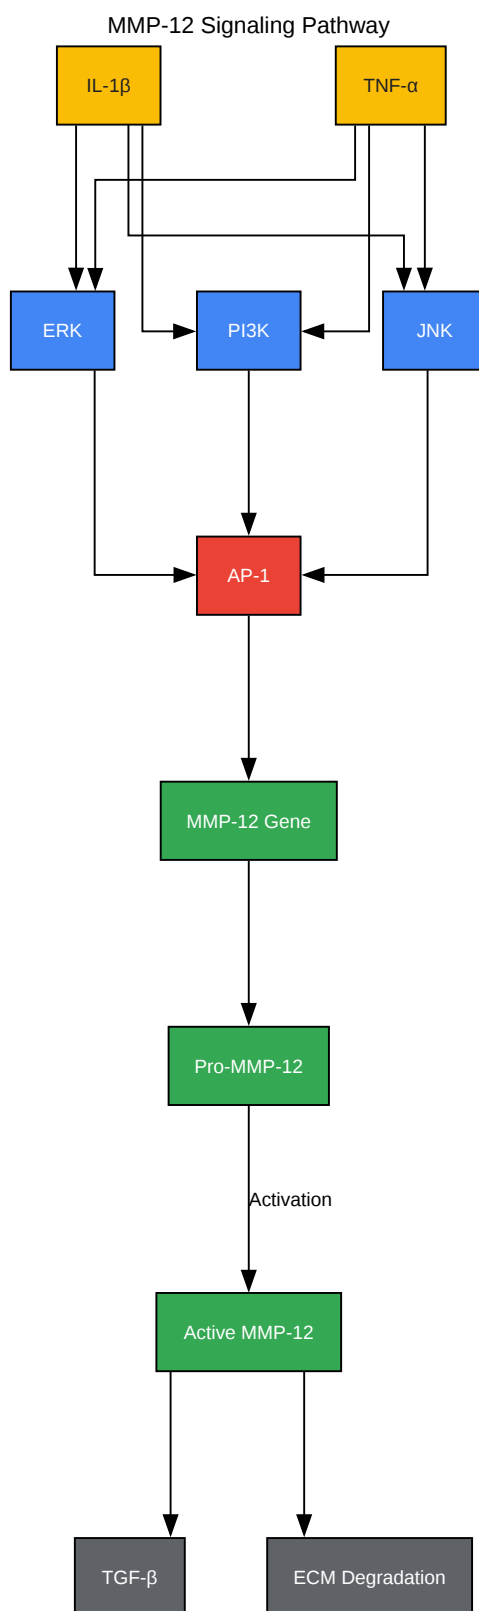 MMP-12 Signaling Pathway
IL-1β
TNF-α
ERK
PI3K
JNK
AP-1
MMP-12 Gene
Pro-MMP-12
Activation
Active MMP-12
TGF-β
ECM Degradation